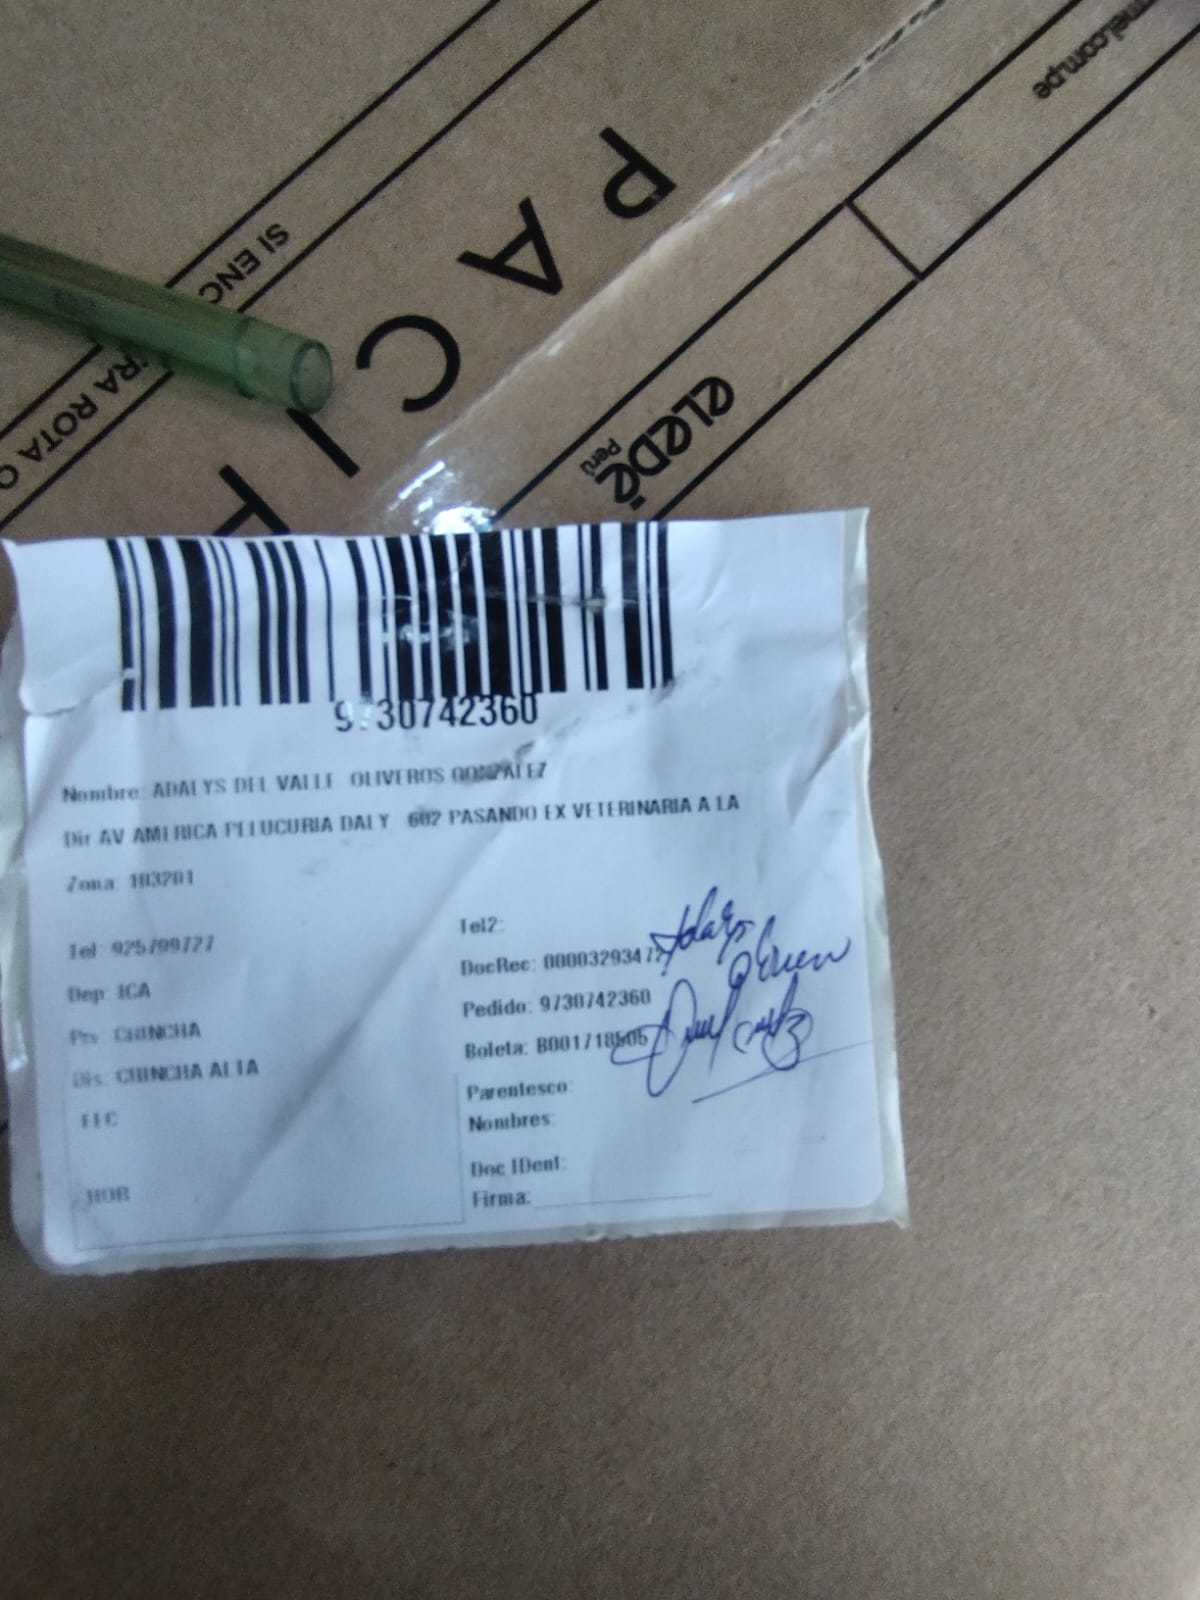 mel.com.pe
PACI
SI ENC
RA ROTA O
eLeDé
Perú
9730742360
Nombre: ADALYS DEL VALLE OLIVEROS GONZALEZ
Dir AV AMERICA PELUCURIA DALY 602 PASANDO EX VETERINARIA A LA
Zona: 103201
Tel: 925799727
Dep: ICA
Prv: CHINCHA
Dis: CHINCHA ALTA
FFC
HOR
Tel2:
DocRec: 00003293472
Pedido: 9730742360
Boleta: B001718505
Parentesco:
Nombres:
Doc IDent:
Firma: